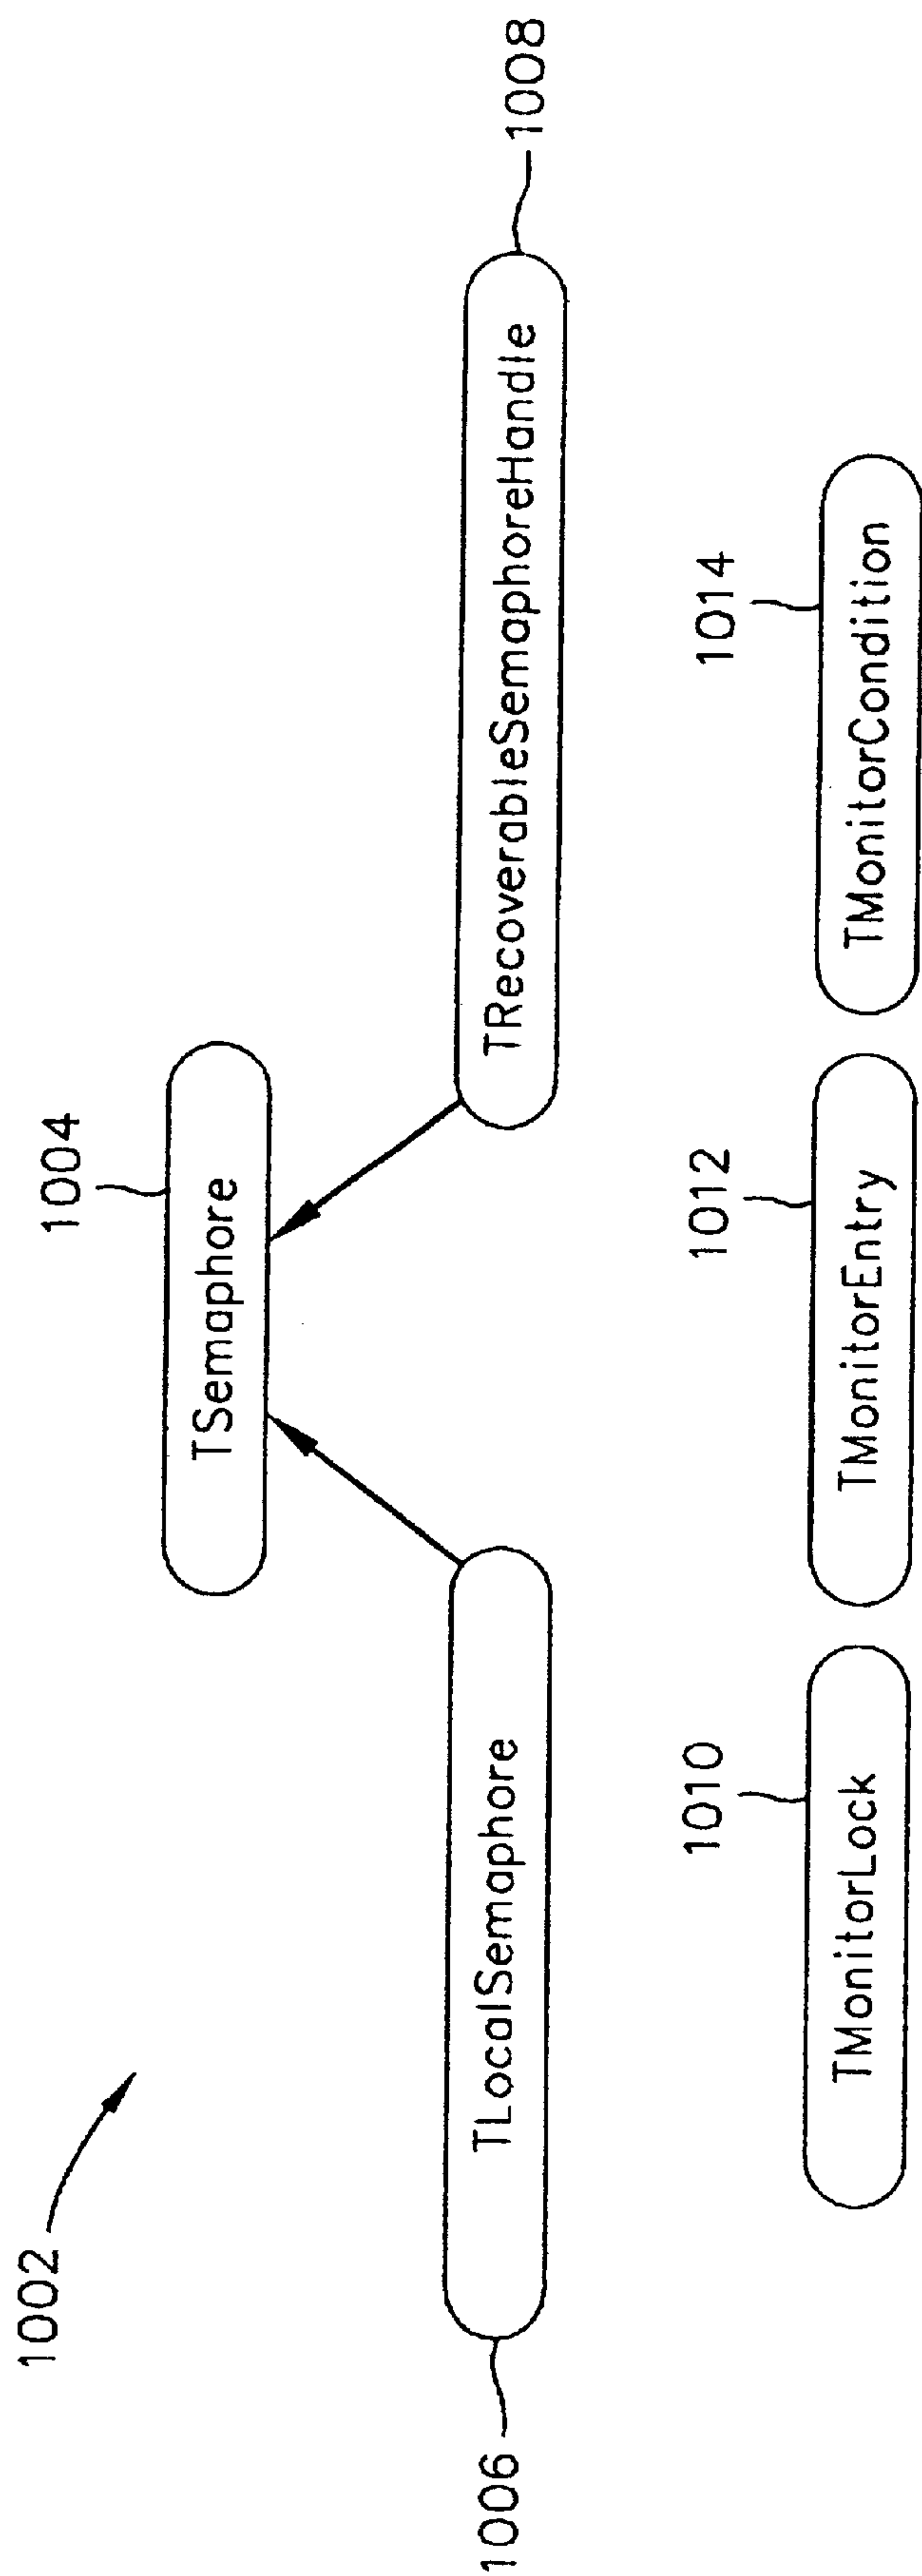 1002
1004
TSemaphore
1006
TLocalSemaphore
TRecoverableSemaphoreHandle
1008
1010
1012
1014
TMonitorLock
TMonitorEntry
TMonitorCondition